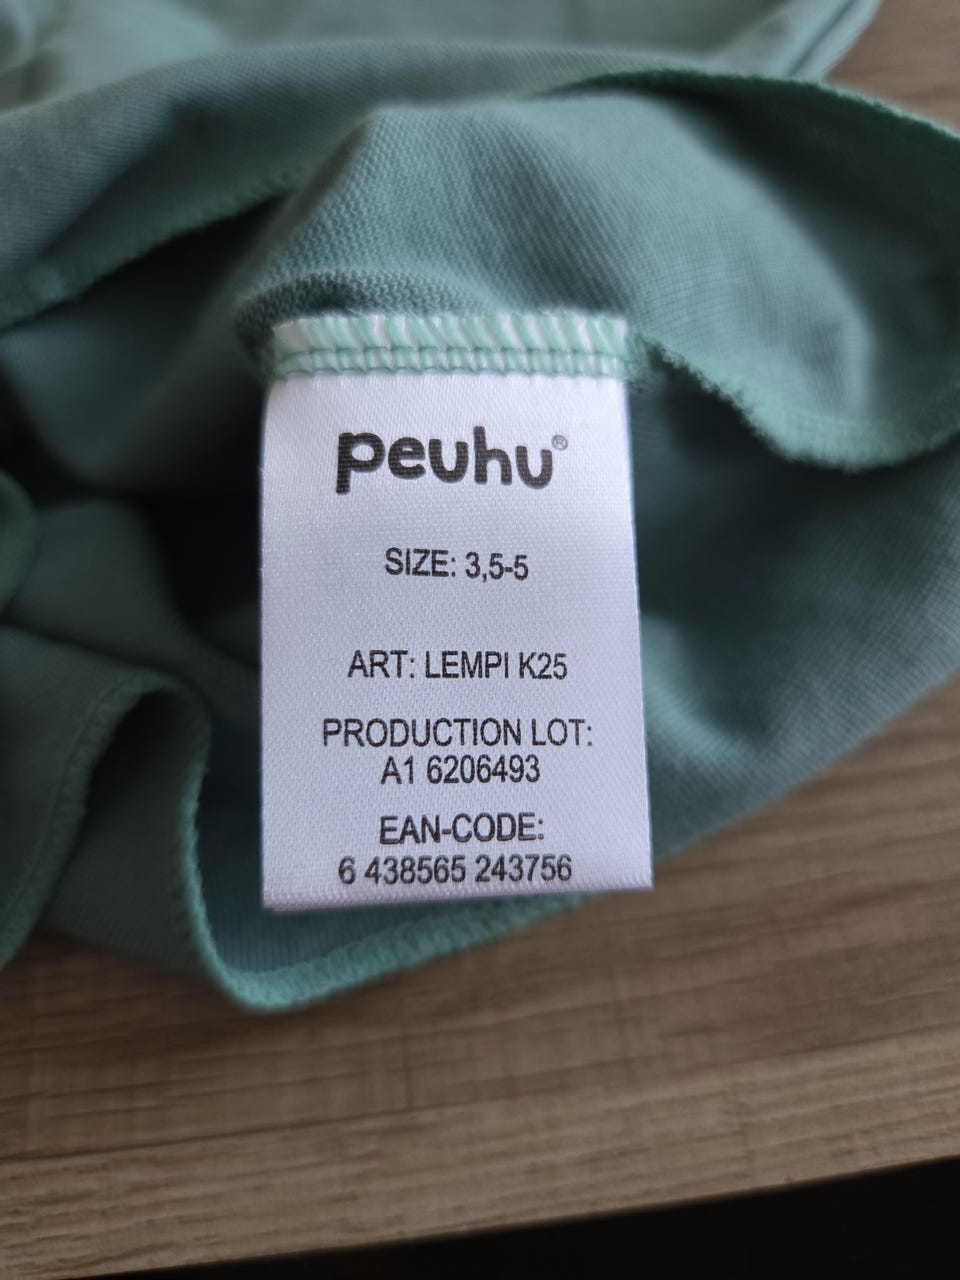 peuhu®
SIZE: 3,5-5
ART: LEMPI K25
PRODUCTION LOT:
A1 6206493
EAN-CODE:
6 438565 243756